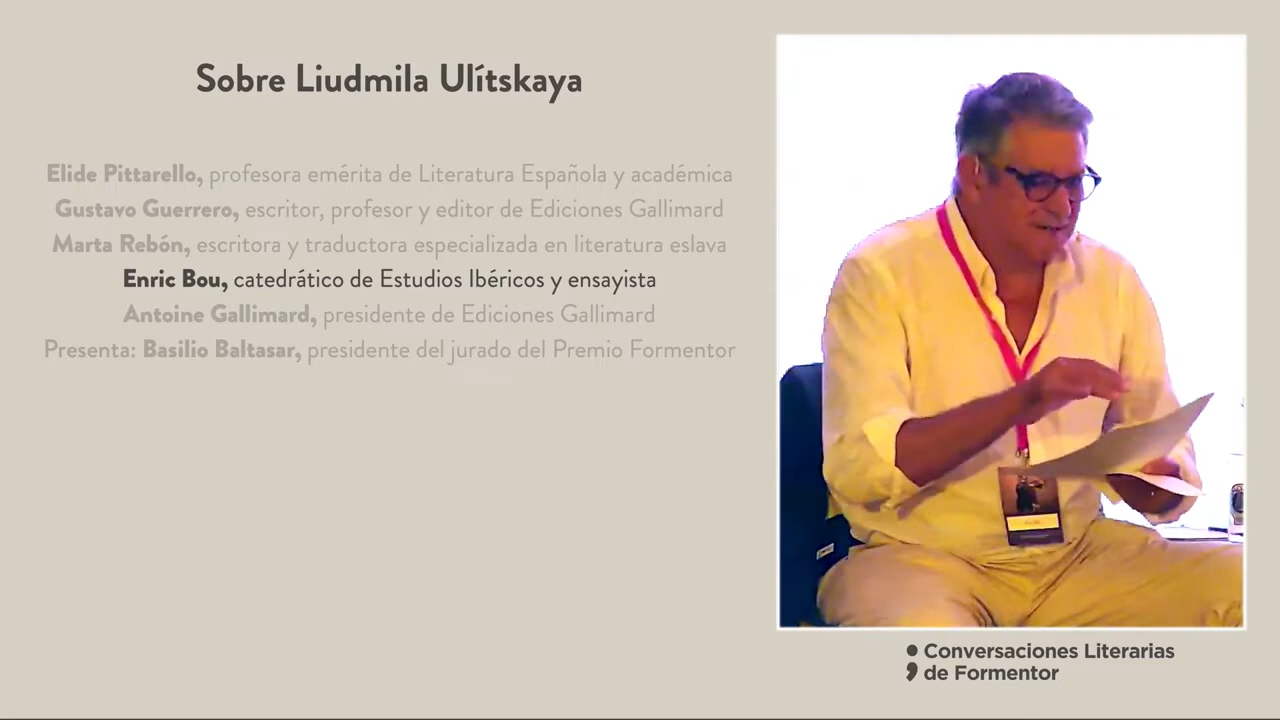 Sobre Liudmila Ulítskaya
Elide Pittarello, profesora emérita de Literatura Española y académica
Gustavo Guerrero, escritor, profesor y editor de Ediciones Gallimard
Marta Rebón, escritora y traductora especializada en literatura eslava
Enric Bou, catedrático de Estudios Ibéricos y ensayista
Antoine Gallimard, presidente de Ediciones Gallimard
Presenta: Basilio Baltasar, presidente del jurado del Premio Formentor
Conversaciones Literarias
de Formentor